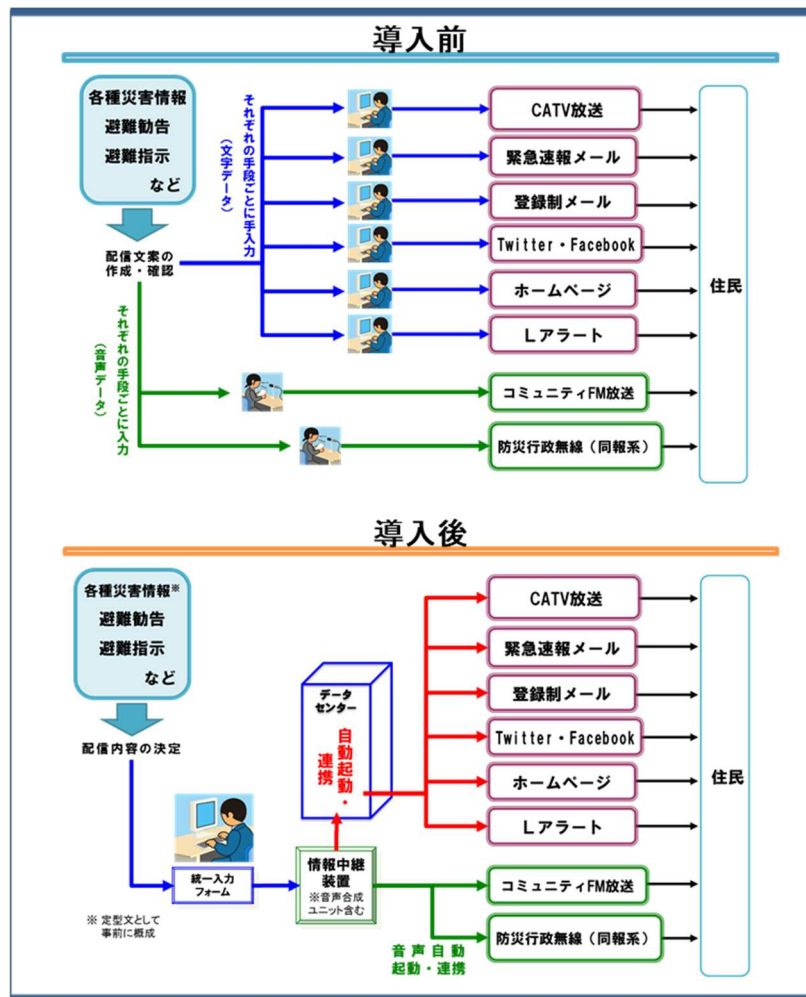 導入前
各種災害情報
避難勧告
避難指示
など
配信文案の
作成・確認
それぞれの手段ごとに手入力
(文字データ)
それぞれの手段ごとに入力
(音声データ)
CATV放送
緊急速報メール
登録制メール
Twitter・Facebook
ホームページ
Lアラート
コミュニティFM放送
防災行政無線(同報系)
住民
導入後
各種災害情報※
避難勧告
避難指示
など
配信内容の決定
統一入力
フォーム
※ 定型文として
事前に概成
データ
センター
自動起動・
連携
情報中継
装置
※音声合成
ユニット含む
音声自動
起動・連携
CATV放送
緊急速報メール
登録制メール
Twitter・Facebook
ホームページ
Lアラート
コミュニティFM放送
防災行政無線(同報系)
住民